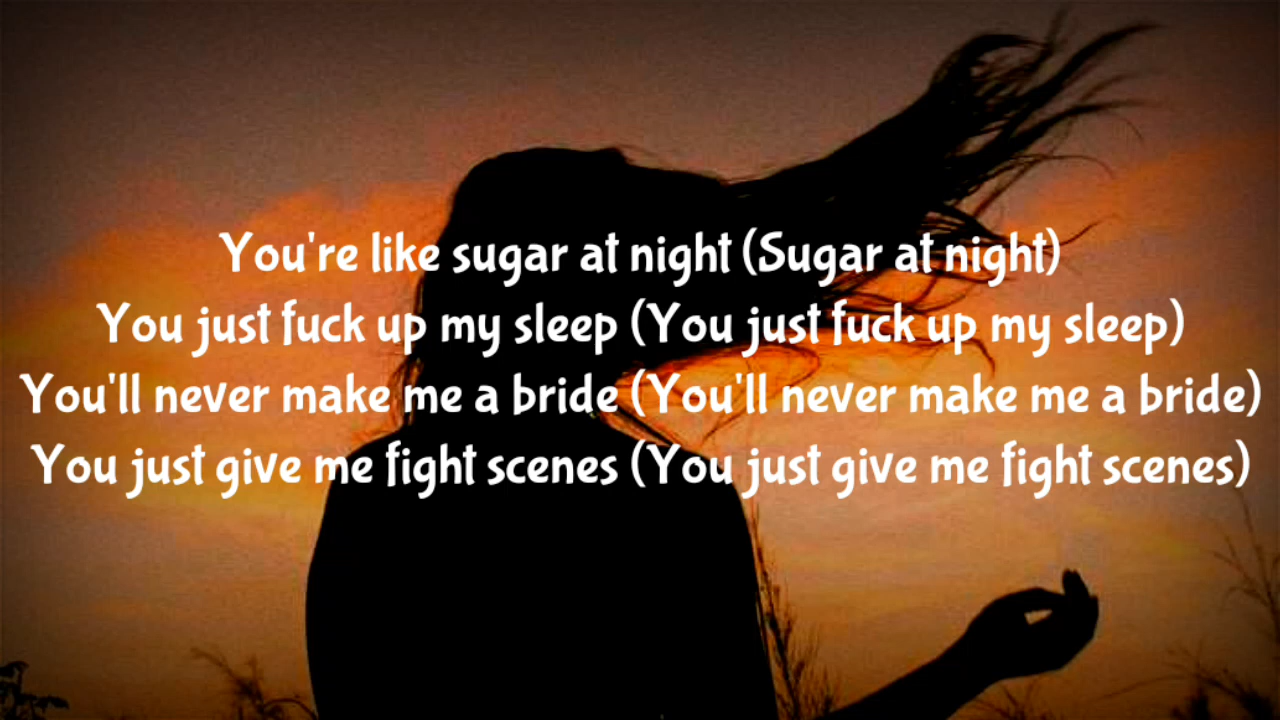 You're like sugar at night (Sugar at night)
You just fuck up my sleep (You just fuck up my sleep)
You'll never make me a bride (You'll never make me a bride)
You just give me fight scenes (You just give me fight scenes)